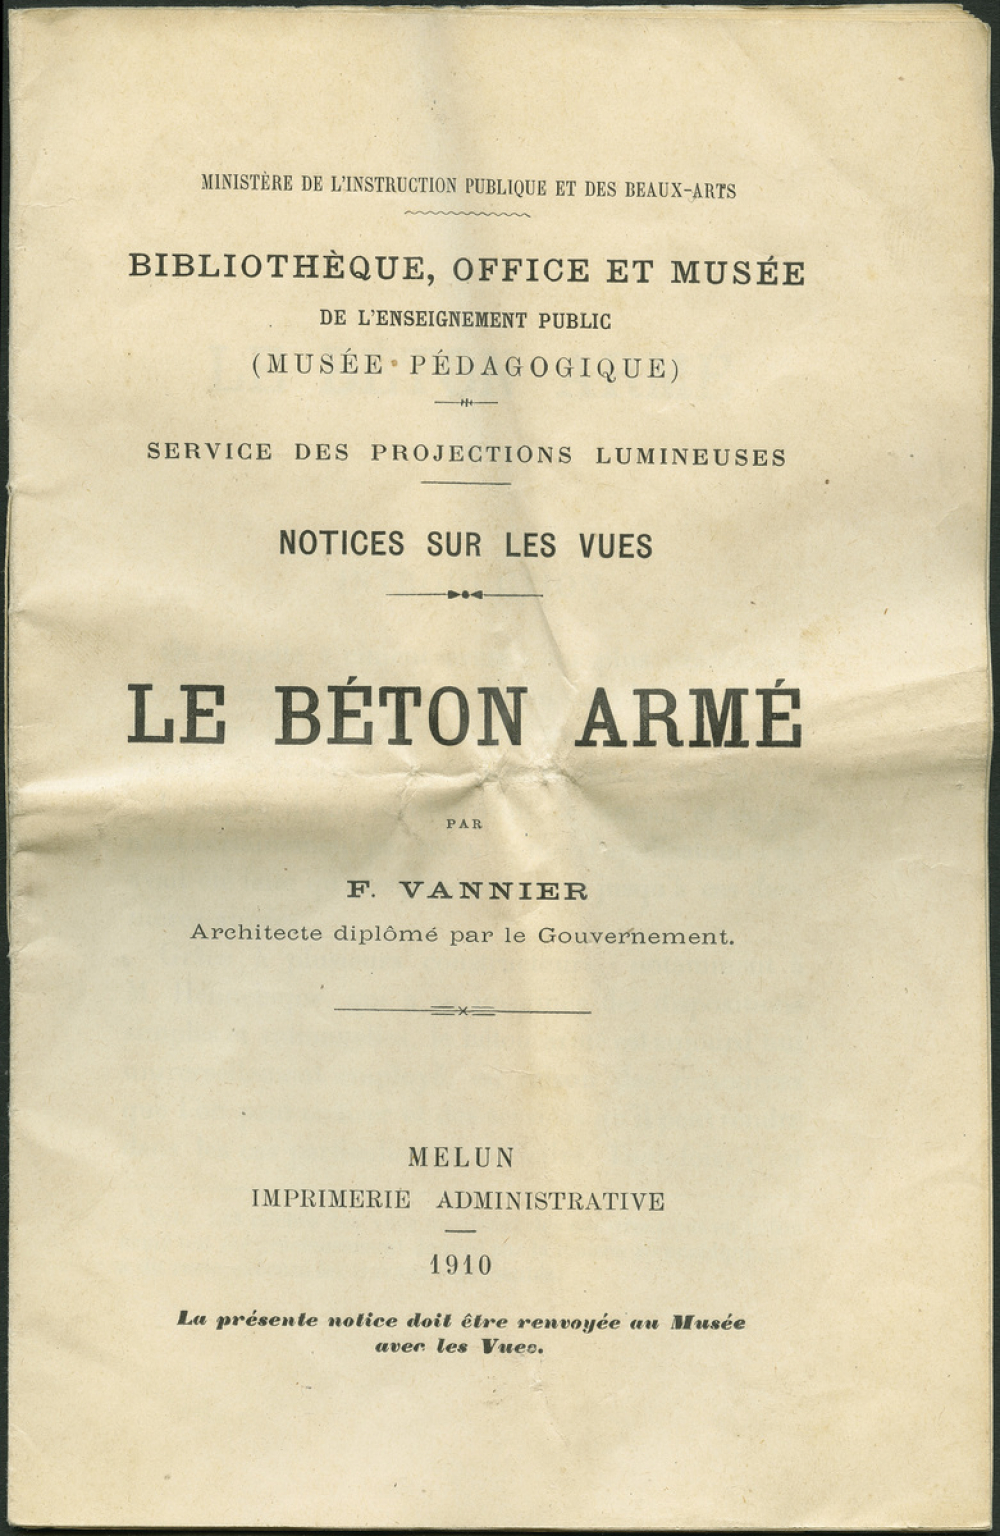 MINISTÈRE DE L'INSTRUCTION PUBLIQUE ET DES BEAUX-ARTS
BIBLIOTHÈQUE, OFFICE ET MUSÉE
DE L'ENSEIGNEMENT PUBLIC
(MUSÉE PÉDAGOGIQUE)
SERVICE DES PROJECTIONS LUMINEUSES
NOTICES SUR LES VUES
LE BÉTON ARMÉ
PAR
F. VANNIER
Architecte diplômé par le Gouvernement.
MELUN
IMPRIMERIE ADMINISTRATIVE
1910
La présente notice doit être renvoyée au Musée
avec les Vues.